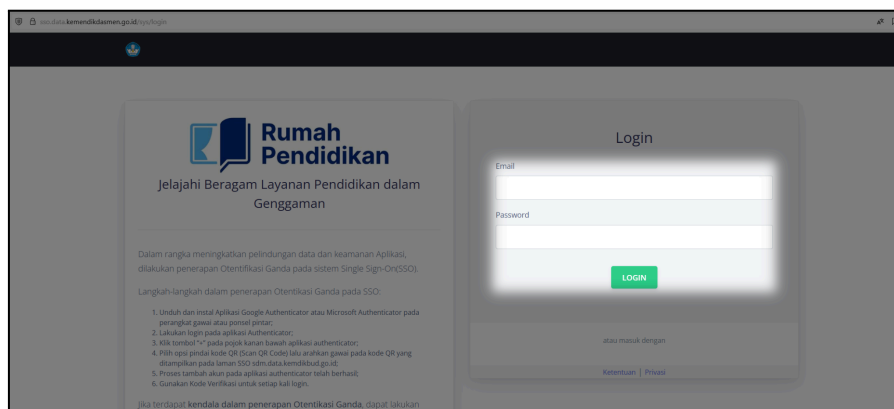 sso.data.kemendikdasmen.go.id/sys/login
Rumah
Pendidikan
Jelajahi Beragam Layanan Pendidikan dalam
Genggaman
Dalam rangka meningkatkan pelindungan data dan keamanan Aplikasi,
dilakukan penerapan Otentifikasi Ganda pada sistem Single Sign-On(SSO).
Langkah-langkah dalam penerapan Otentikasi Ganda pada SSO:
1. Unduh dan instal Aplikasi Google Authenticator atau Microsoft Authenticator pada
perangkat gawai atau ponsel pintar;
2. Lakukan login pada aplikasi Authenticator;
3. Klik tombol "+" pada pojok kanan bawah aplikasi authenticator;
4. Pilih opsi pindai kode QR (Scan QR Code) lalu arahkan gawai pada kode QR yang
ditampilkan pada laman SSO sdm.data.kemdikbud.go.id;
5. Proses tambah akun pada aplikasi authenticator telah berhasil;
6. Gunakan Kode Verifikasi untuk setiap kali login.
Jika terdapat kendala dalam penerapan Otentikasi Ganda, dapat lakukan
Login
Email
Password
LOGIN
atau masuk dengan
Ketentuan | Privasi